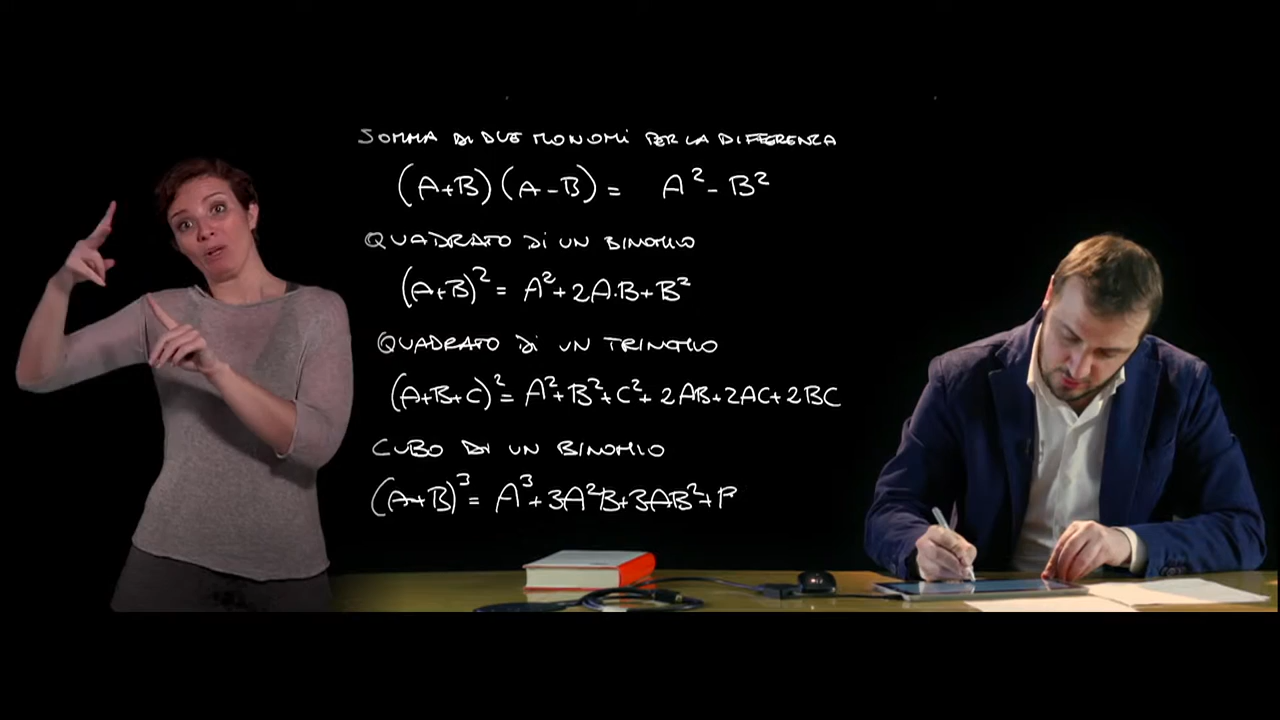 SOMMA DI DUE MONOMI PER LA DIFFERENZA
(A+B)(A-B) = A² - B²
QUADRATO DI UN BINOMIO
(A+B)² = A² + 2A·B + B²
QUADRATO DI UN TRINOMIO
(A+B+C)² = A² + B² + C² + 2AB + 2AC + 2BC
CUBO DI UN BINOMIO
(A+B)³ = A³ + 3A²B + 3AB² +